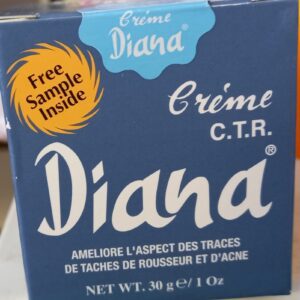 Crème
Diana®
Free
Sample
Inside
Créme
C.T.R.
Diana®
AMELIORE L'ASPECT DES TRACES
DE TACHES DE ROUSSEUR ET D'ACNE
NET WT. 30 g e/ 1 Oz